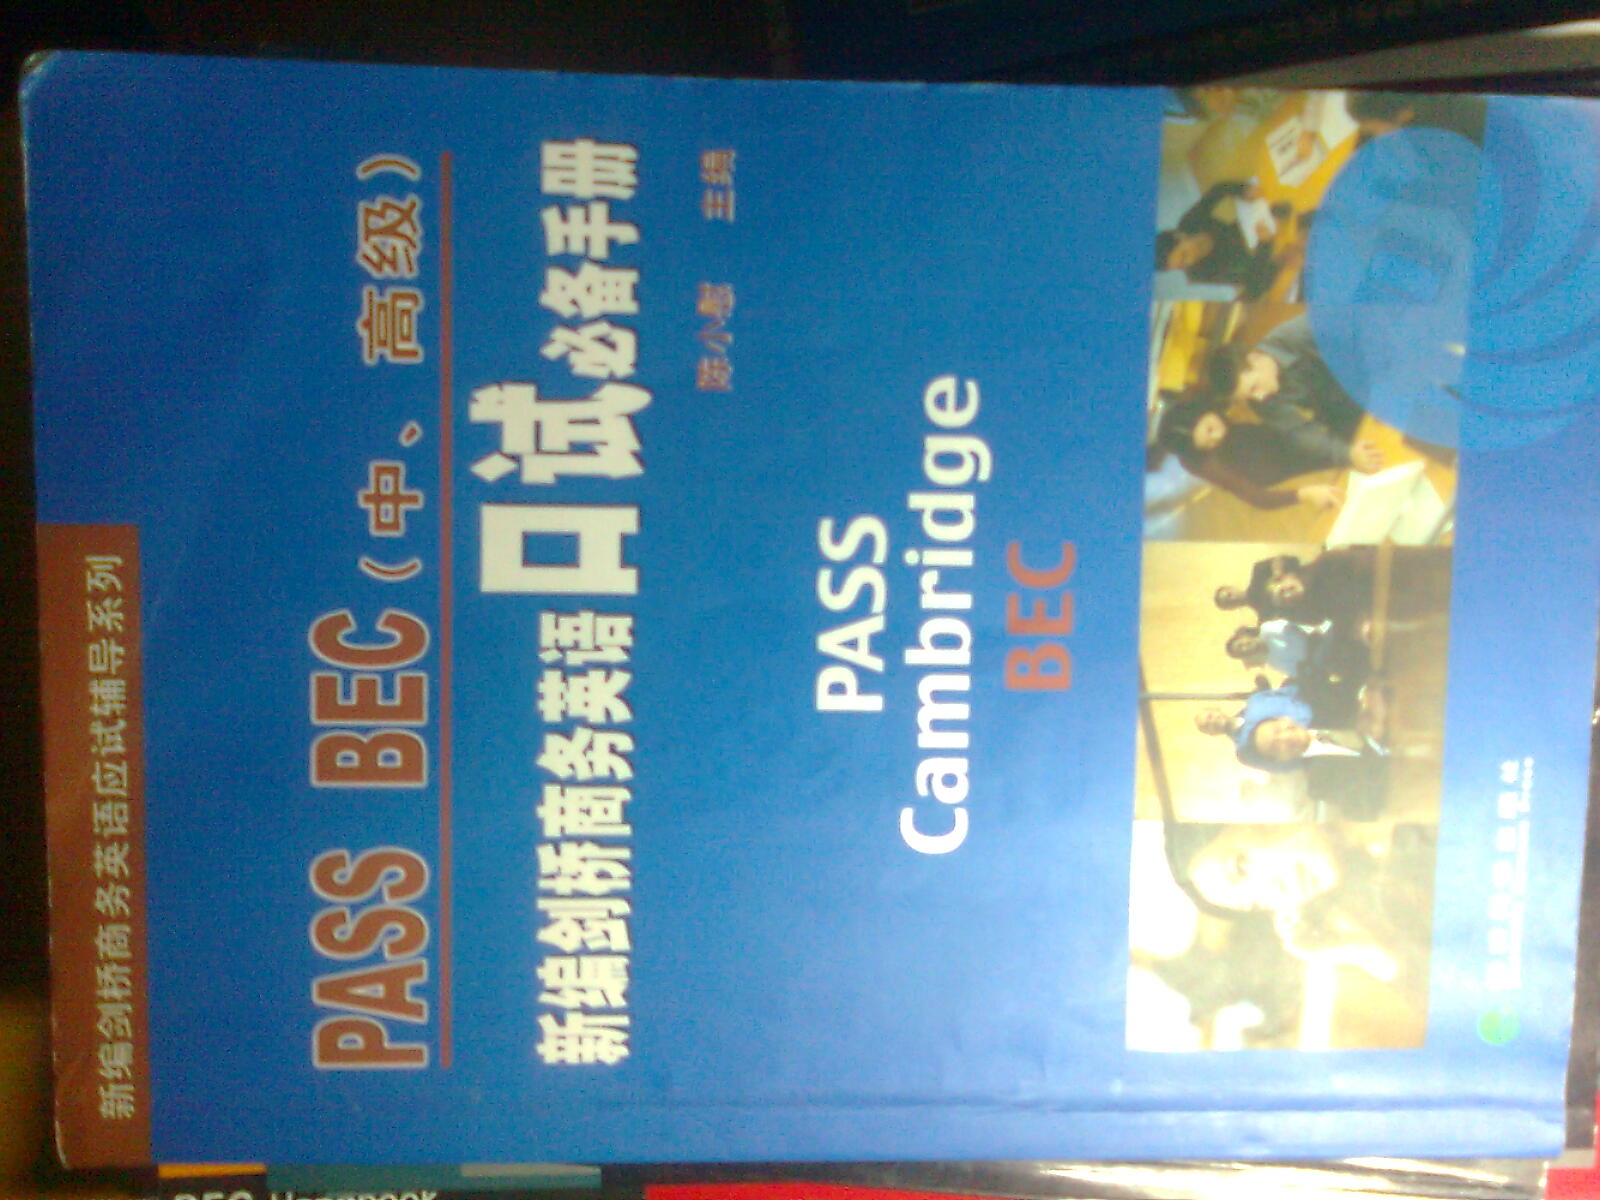 新编剑桥商务英语应试辅导系列
PASS BEC（中、高级）
新编剑桥商务英语口试必备手册
陈小慰 主编
PASS
Cambridge
BEC
BEC Handbook